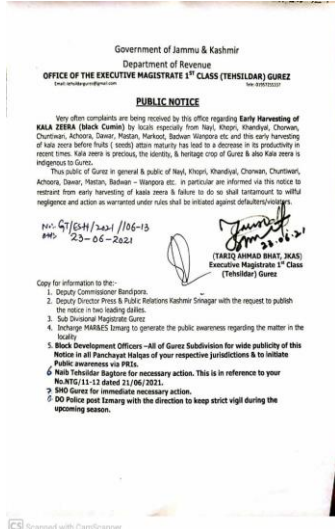 Government of Jammu & Kashmir
Department of Revenue
OFFICE OF THE EXECUTIVE MAGISTRATE 1ST CLASS (TEHSILDAR) GUREZ
PUBLIC NOTICE
Very often complaints are being received by this office regarding Early Harvesting of
KALA ZEERA (black Cumin) by locals especially from Nayl, Khopri, Khandiyal, Chorwan,
Chuntiwan, Achoora, Dawar, Mastan, Markoot, Badwan Wanpora etc and this early harvesting
of kala zeera before fruits ( seeds) attain maturity has lead to a decrease in its productivity in
recent times. Kala zeera is precious, the identity, & heritage crop of Gurez & also Kala zeera is
indigenous to Gurez.
Thus public of Gurez in general & public of Nayl, Khopri, Khandiyal, Chorwan, Chuntiwari,
Achoora, Dawar, Mastan, Badwan – Wanpora etc. in particular are informed via this notice to
restraint from early harvesting of kaala zeera & failure to do so shall tantamount to willful
negligence and action as warranted under rules shall be initiated against defaulters/violators.
23-06-2021
23.06.21
(TARIQ AHMAD BHAT, JKAS)
Executive Magistrate 1st Class
(Tehsildar) Gurez
Copy for information to the:-
1. Deputy Commissioner Bandipora.
2. Deputy Director Press & Public Relations Kashmir Srinagar with the request to publish
the notice in two leading dailies.
3. Sub Divisional Magistrate Gurez
4. Incharge MAR&ES Izmarg to generate the public awareness regarding the matter in the
locality
5. Block Development Officers –All of Gurez Subdivision for wide publicity of this
Notice in all Panchayat Halqas of your respective jurisdictions & to initiate
Public awareness via PRIs.
6 Naib Tehsildar Bagtore for necessary action. This is in reference to your
No.NTG/11-12 dated 21/06/2021.
7 SHO Gurez for immediate necessary action.
8 DO Police post Izmarg with the direction to keep strict vigil during the
upcoming season.
CS Scanned with CamScanner